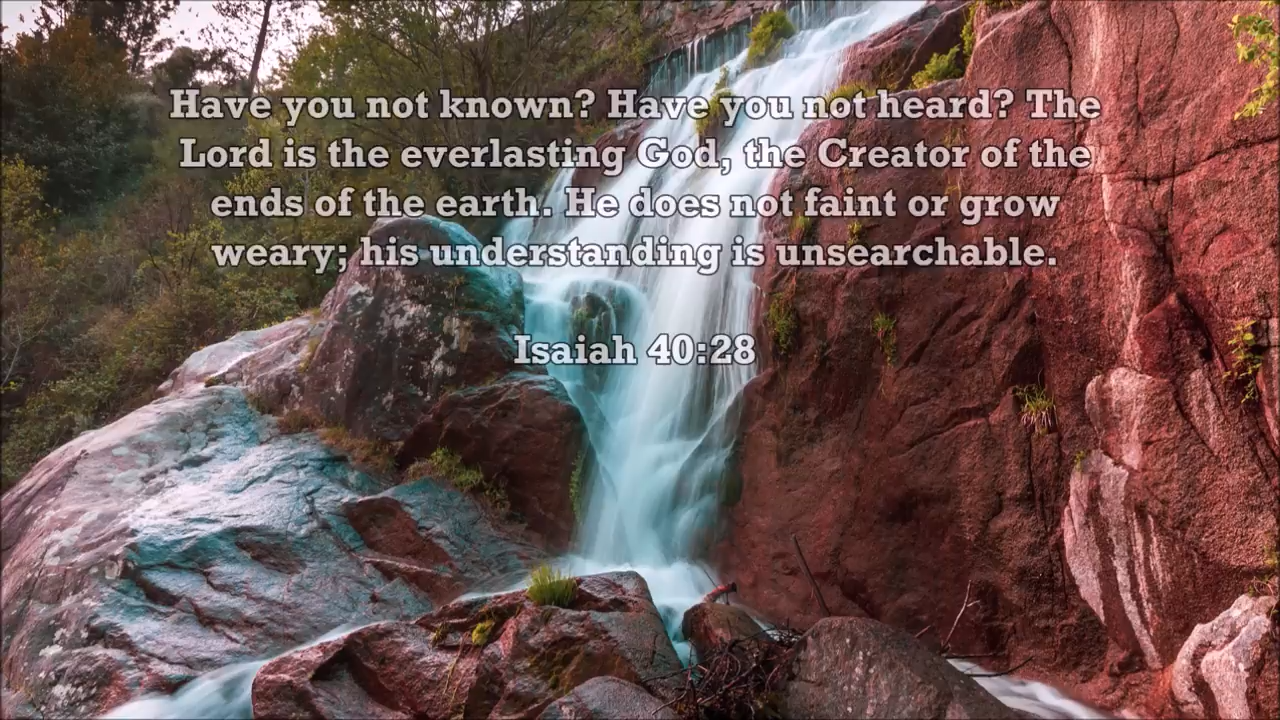 Have you not known? Have you not heard? The
Lord is the everlasting God, the Creator of the
ends of the earth. He does not faint or grow
weary; his understanding is unsearchable.
Isaiah 40:28